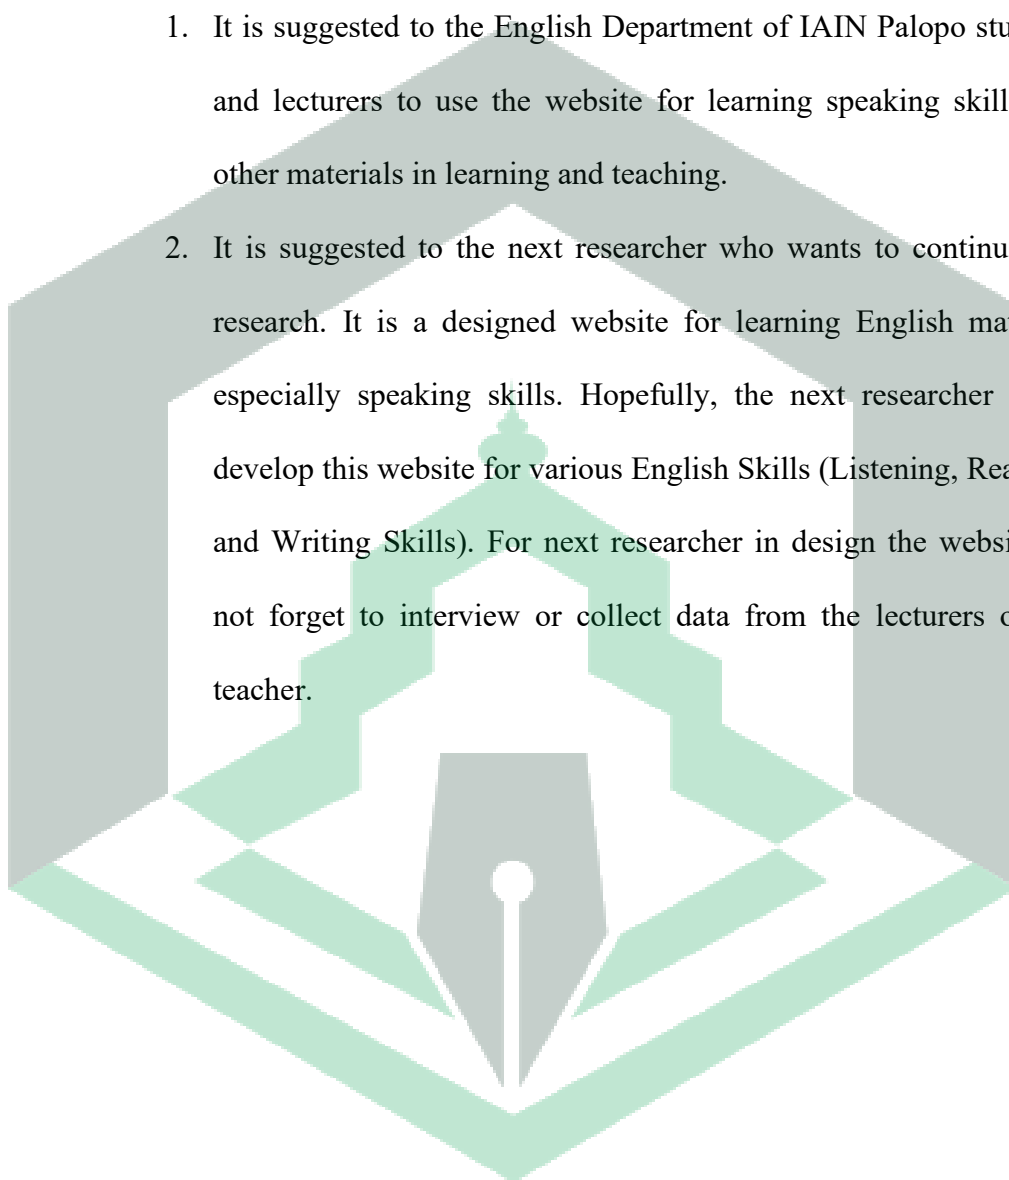 1. It is suggested to the English Department of IAIN Palopo stu
and lecturers to use the website for learning speaking skill
other materials in learning and teaching.
2. It is suggested to the next researcher who wants to continu
research. It is a designed website for learning English ma
especially speaking skills. Hopefully, the next researcher
develop this website for various English Skills (Listening, Rea
and Writing Skills). For next researcher in design the websi
not forget to interview or collect data from the lecturers o
teacher.